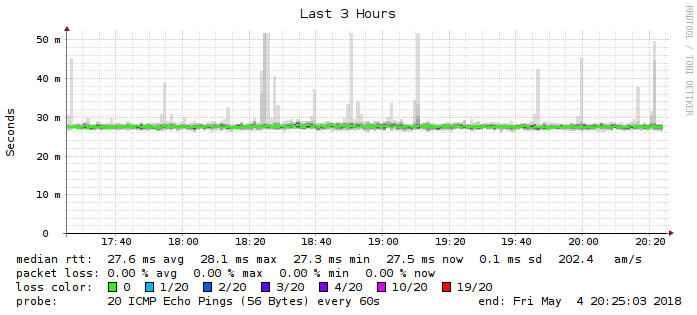 Last 3 Hours
RRDTOOL / TOBI OETIKER
Seconds
50 m
40 m
30 m
20 m
10 m
0
17:40 18:00 18:20 18:40 19:00 19:20 19:40 20:00 20:20
median rtt: 27.6 ms avg 28.1 ms max 27.3 ms min 27.5 ms now 0.1 ms sd 202.4 am/s
packet loss: 0.00 % avg 0.00 % max 0.00 % min 0.00 % now
loss color: 0 1/20 2/20 3/20 4/20 10/20 19/20
probe: 20 ICMP Echo Pings (56 Bytes) every 60s end: Fri May 4 20:25:03 2018